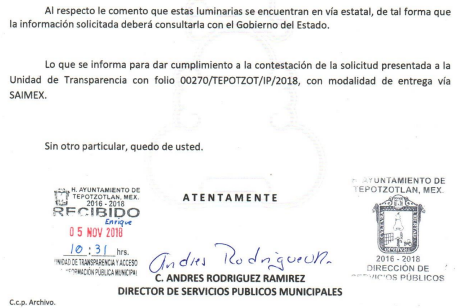 Al respecto le comento que estas luminarias se encuentran en vía estatal, de tal forma que
la información solicitada deberá consultarla con el Gobierno del Estado.
Lo que se informa para dar cumplimiento a la contestación de la solicitud presentada a la
Unidad de Transparencia con folio 00270/TEPOTZOT/IP/2018, con modalidad de entrega vía
SAIMEX.
Sin otro particular, quedo de usted.
H. AYUNTAMIENTO DE
TEPOTZOTLAN, MEX.
2016 - 2018
RECIBIDO
Enrique
05 NOV 2018
10:31 hrs.
UNIDAD DE TRANSPARENCIA Y ACCESO
INFORMACIÓN PÚBLICA MUNICIPAL
ATENTAMENTE
Andres Rodriguez R.
C. ANDRES RODRIGUEZ RAMIREZ
DIRECTOR DE SERVICIOS PUBLICOS MUNICIPALES
AYUNTAMIENTO DE
TEPOTZOTLAN, MEX.
2016 - 2018
DIRECCIÓN DE
SERVICIOS PUBLICOS
C.c.p. Archivo.